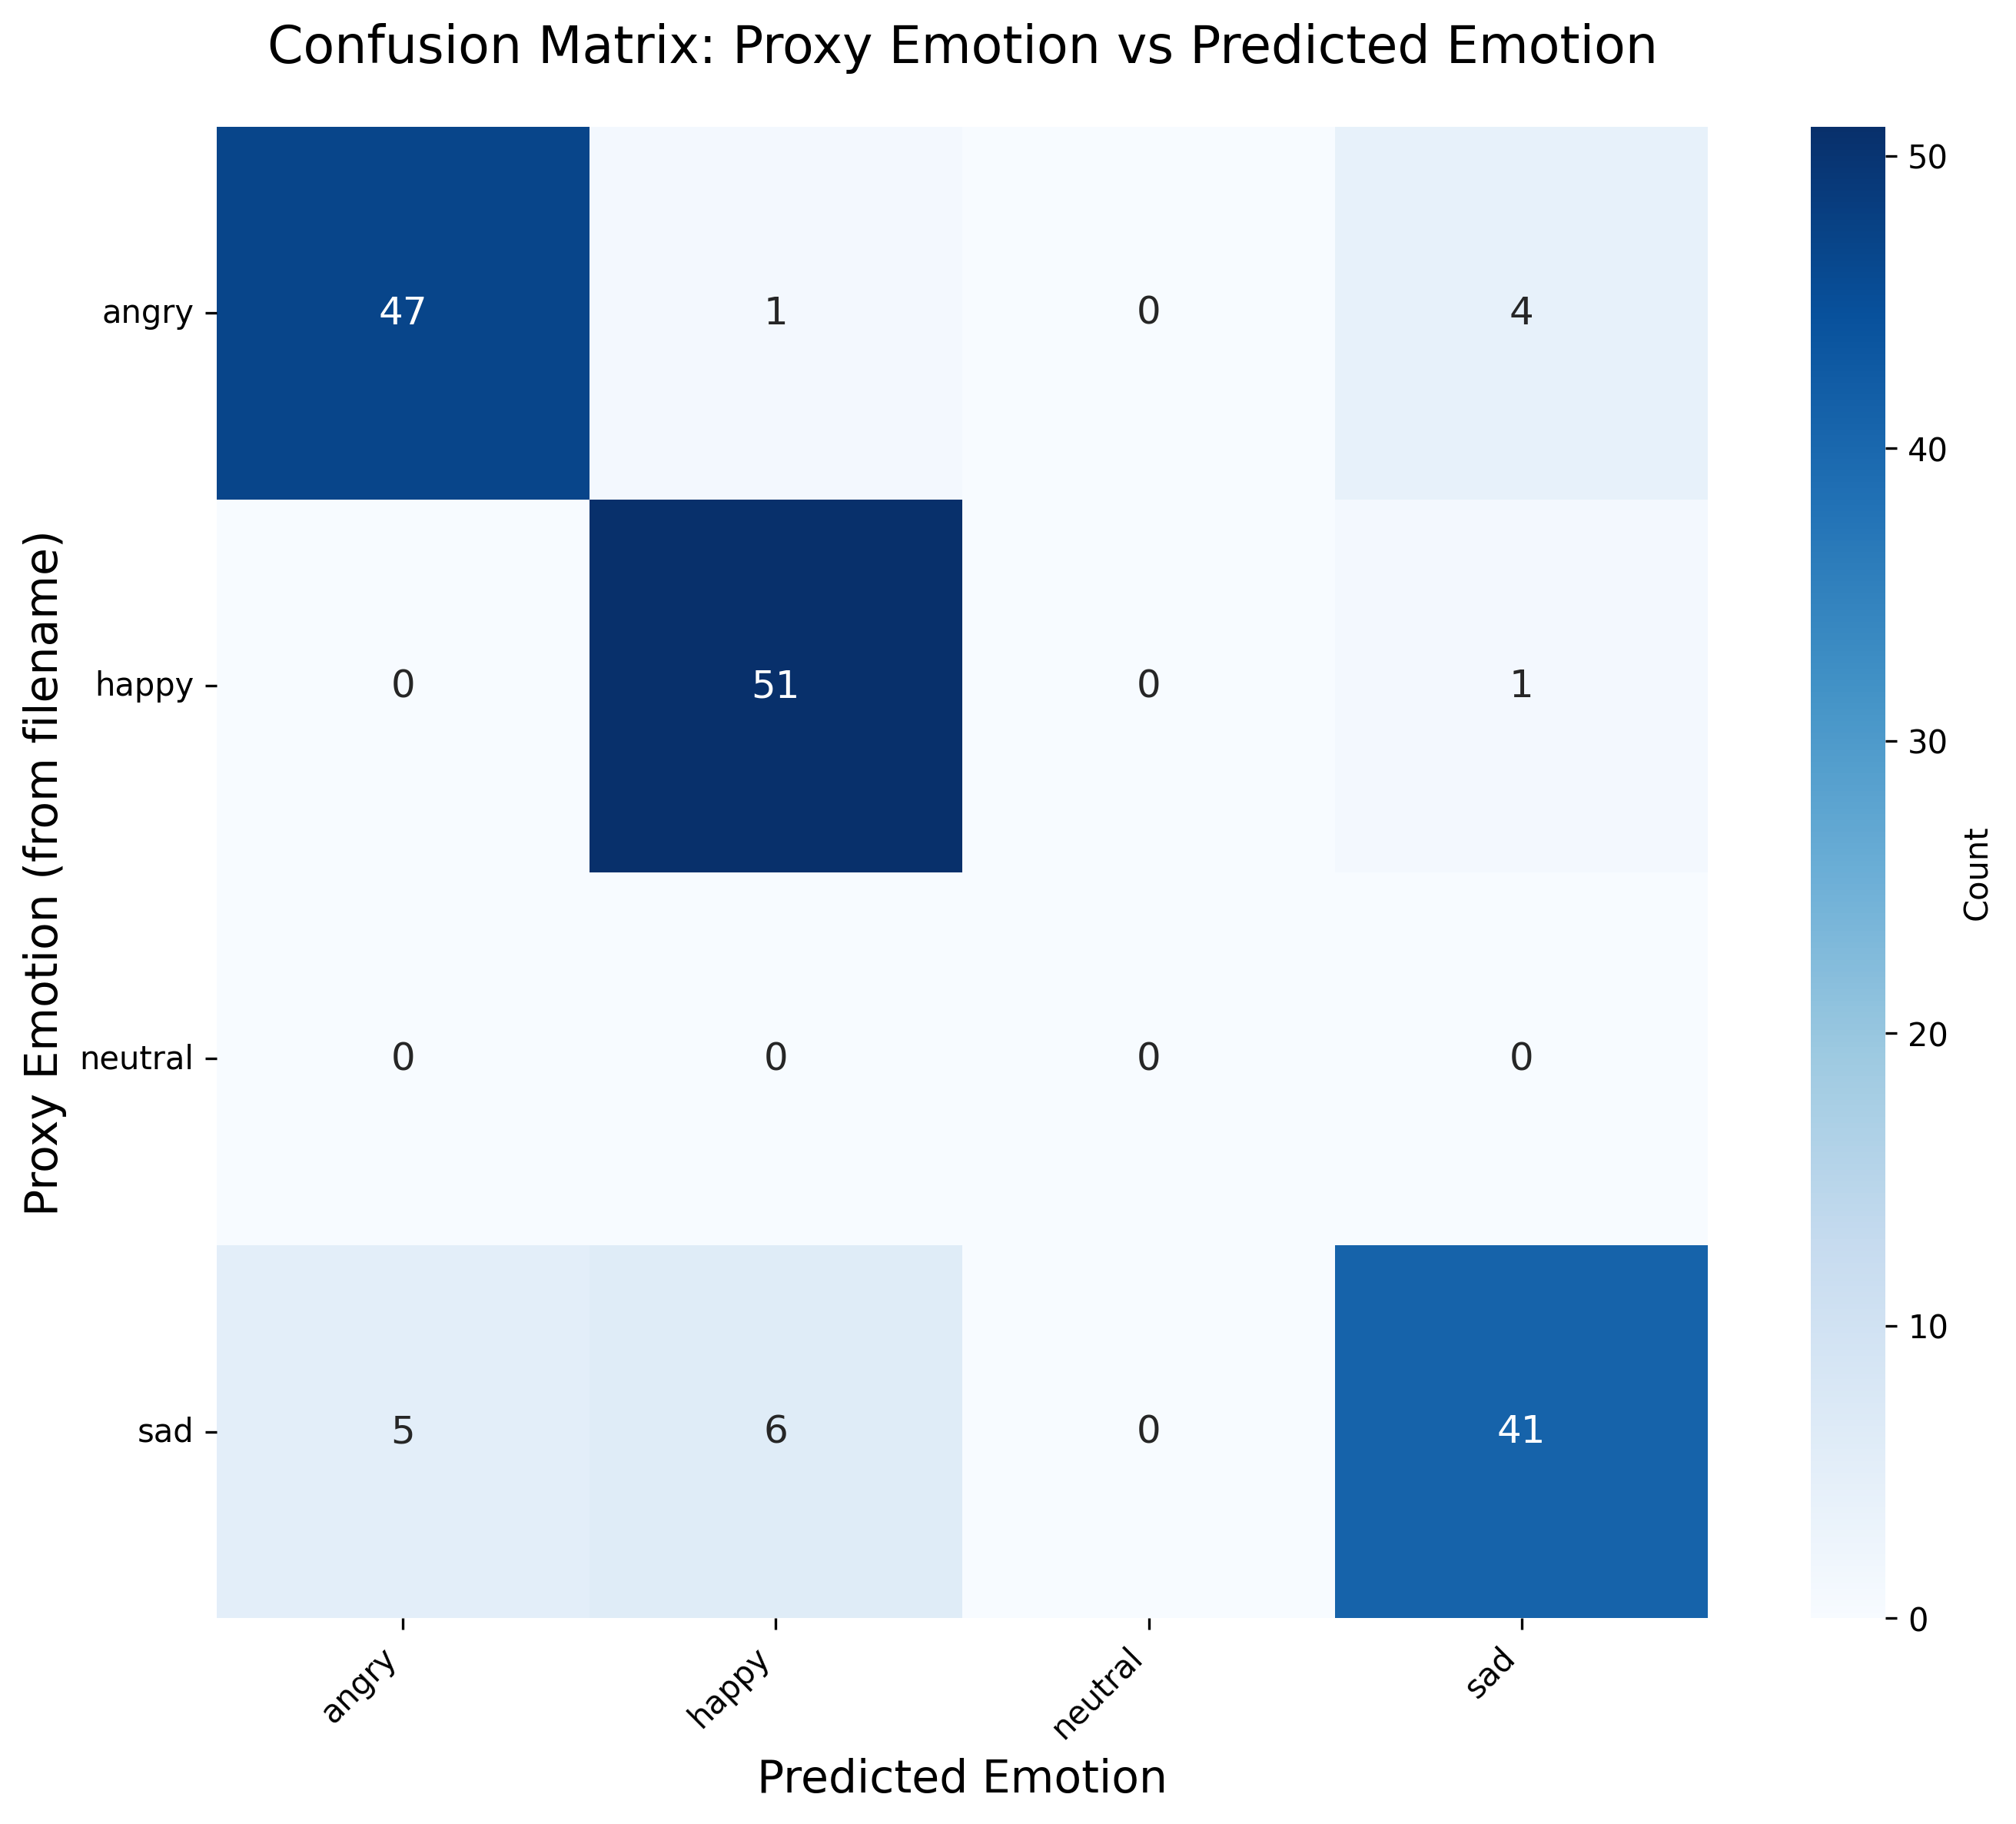 Confusion Matrix: Proxy Emotion vs Predicted Emotion
Proxy Emotion (from filename)
angry 47 1 0 4
happy 0 51 0 1
neutral 0 0 0 0
sad 5 6 0 41
angry happy neutral sad
Predicted Emotion
50
40
30
20
10
0
Count